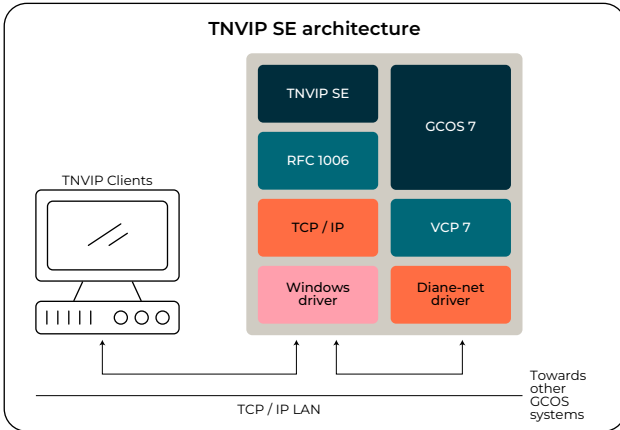 TNVIP SE architecture
TNVIP SE
GCOS 7
RFC 1006
TNVIP Clients
TCP / IP
VCP 7
Windows
driver
Diane-net
driver
Towards
other
GCOS
systems
TCP / IP LAN